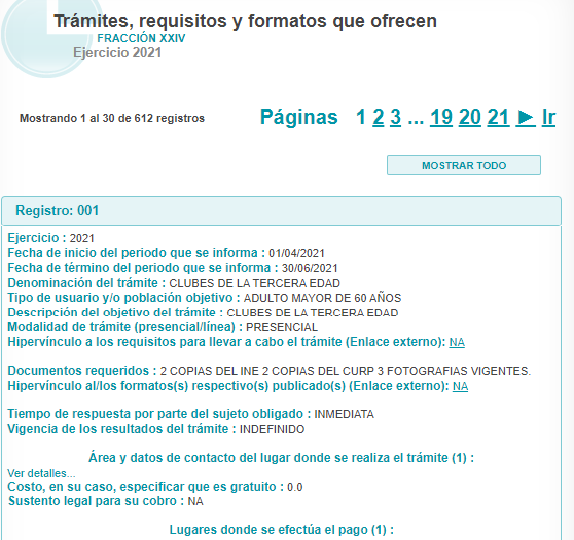 Trámites, requisitos y formatos que ofrecen
FRACCIÓN XXIV
Ejercicio 2021
Mostrando 1 al 30 de 612 registros
Páginas 1 2 3 ... 19 20 21 ► Ir
MOSTRAR TODO
Registro: 001
Ejercicio : 2021
Fecha de inicio del periodo que se informa : 01/04/2021
Fecha de término del periodo que se informa : 30/06/2021
Denominación del trámite : CLUBES DE LA TERCERA EDAD
Tipo de usuario y/o población objetivo : ADULTO MAYOR DE 60 AÑOS
Descripción del objetivo del trámite : CLUBES DE LA TERCERA EDAD
Modalidad de trámite (presencial/línea) : PRESENCIAL
Hipervínculo a los requisitos para llevar a cabo el trámite (Enlace externo): NA
Documentos requeridos : 2 COPIAS DEL INE 2 COPIAS DEL CURP 3 FOTOGRAFIAS VIGENTES.
Hipervínculo al/los formatos(s) respectivo(s) publicado(s) (Enlace externo): NA
Tiempo de respuesta por parte del sujeto obligado : INMEDIATA
Vigencia de los resultados del trámite : INDEFINIDO
Área y datos de contacto del lugar donde se realiza el trámite (1) :
Ver detalles...
Costo, en su caso, especificar que es gratuito : 0.0
Sustento legal para su cobro : NA
Lugares donde se efectúa el pago (1) :